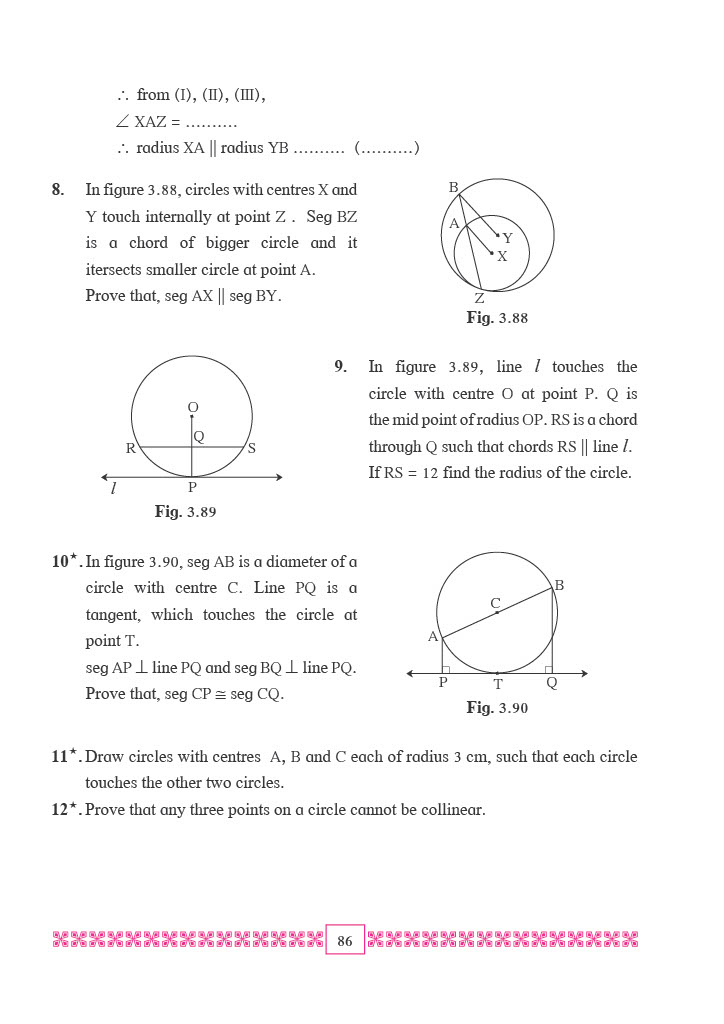 ∴ from (I), (II), (III),
∠ XAZ = ..........
∴ radius XA || radius YB .......... (..........)
8. In figure 3.88, circles with centres X and
Y touch internally at point Z . Seg BZ
is a chord of bigger circle and it
itersects smaller circle at point A.
Prove that, seg AX || seg BY.
B
A
Y
X
Z
Fig. 3.88
O
Q
R
S
l
P
Fig. 3.89
9. In figure 3.89, line l touches the
circle with centre O at point P. Q is
the mid point of radius OP. RS is a chord
through Q such that chords RS || line l.
If RS = 12 find the radius of the circle.
10★. In figure 3.90, seg AB is a diameter of a
circle with centre C. Line PQ is a
tangent, which touches the circle at
point T.
seg AP ⊥ line PQ and seg BQ ⊥ line PQ.
Prove that, seg CP ≅ seg CQ.
B
C
A
P
T
Q
Fig. 3.90
11★. Draw circles with centres A, B and C each of radius 3 cm, such that each circle
touches the other two circles.
12★. Prove that any three points on a circle cannot be collinear.
86